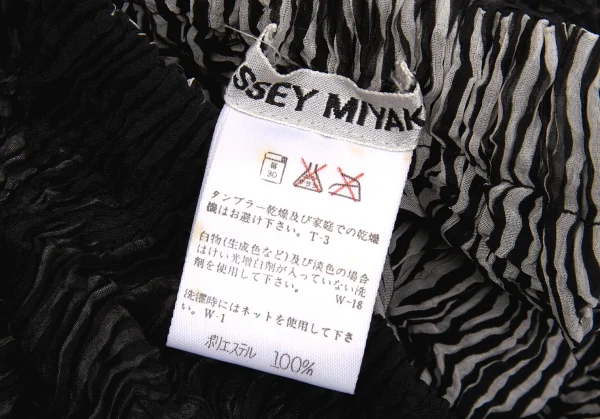 SSEY MIYAK
弱
30
タンブラー乾燥及び家庭での乾燥
機はお避け下さい。T-3
白物(生成色など)及び淡色の場合
はけい光増白剤が入っていない洗
剤を使用して下さい。 W-18
洗濯時にはネットを使用して下さ
い。W-1
ポリエステル 100%